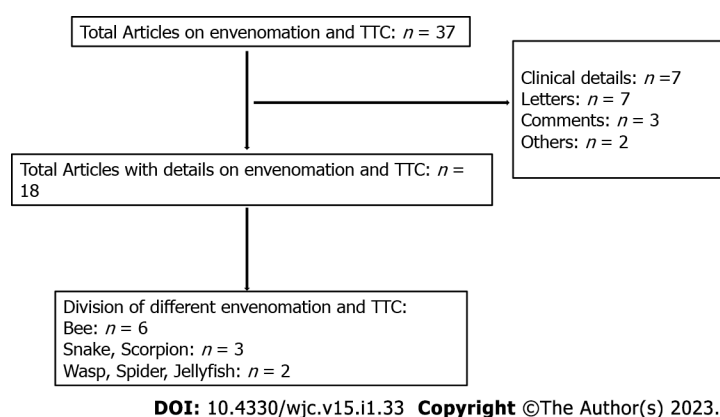 Total Articles on envenomation and TTC: n = 37
Clinical details: n =7
Letters: n = 7
Comments: n = 3
Others: n = 2
Total Articles with details on envenomation and TTC: n =
18
Division of different envenomation and TTC:
Bee: n = 6
Snake, Scorpion: n = 3
Wasp, Spider, Jellyfish: n = 2
DOI: 10.4330/wjc.v15.i1.33 Copyright ©The Author(s) 2023.